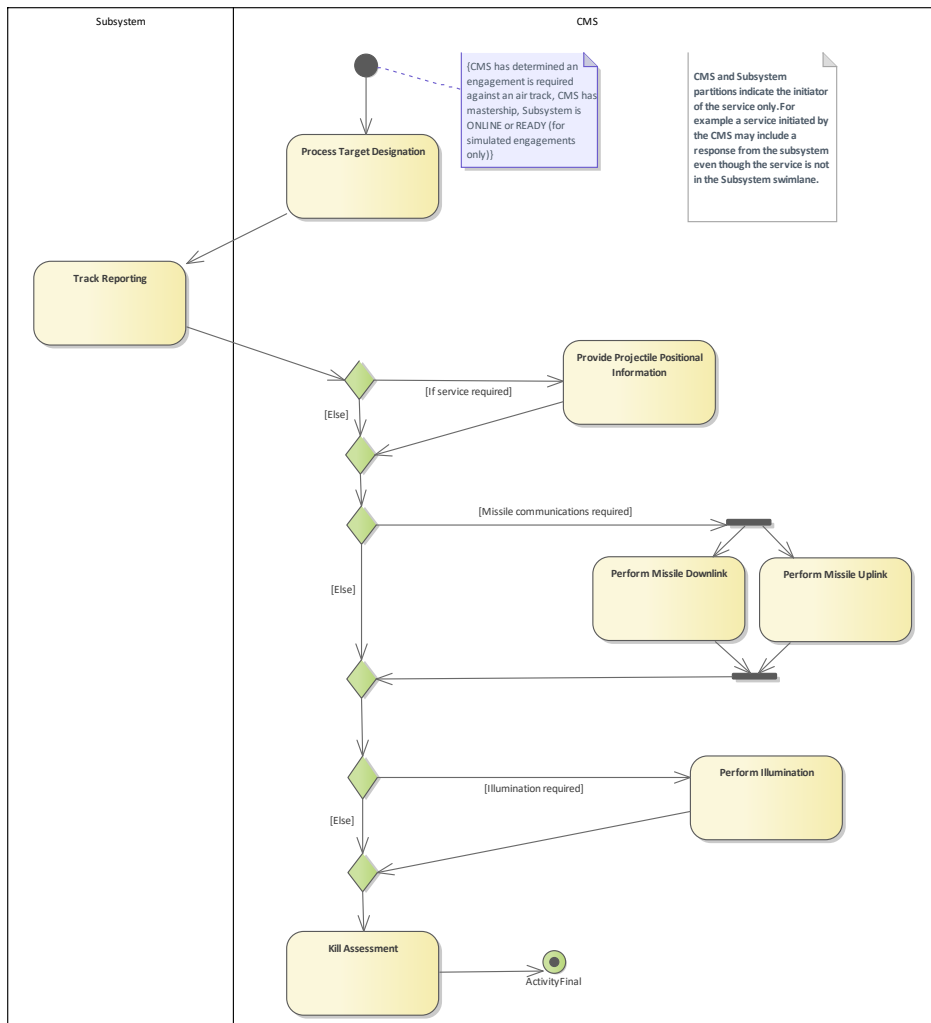 Subsystem
CMS
{CMS has determined an
engagement is required
against an air track, CMS has
mastership, Subsystem is
ONLINE or READY (for
simulated engagements
only)}
CMS and Subsystem
partitions indicate the initiator
of the service only. For
example a service initiated by
the CMS may include a
response from the subsystem
even though the service is not
in the Subsystem swimlane.
Process Target Designation
Track Reporting
Provide Projectile Positional
Information
[If service required]
[Else]
[Missile communications required]
Perform Missile Downlink
Perform Missile Uplink
[Else]
Perform Illumination
[Illumination required]
[Else]
Kill Assessment
ActivityFinal